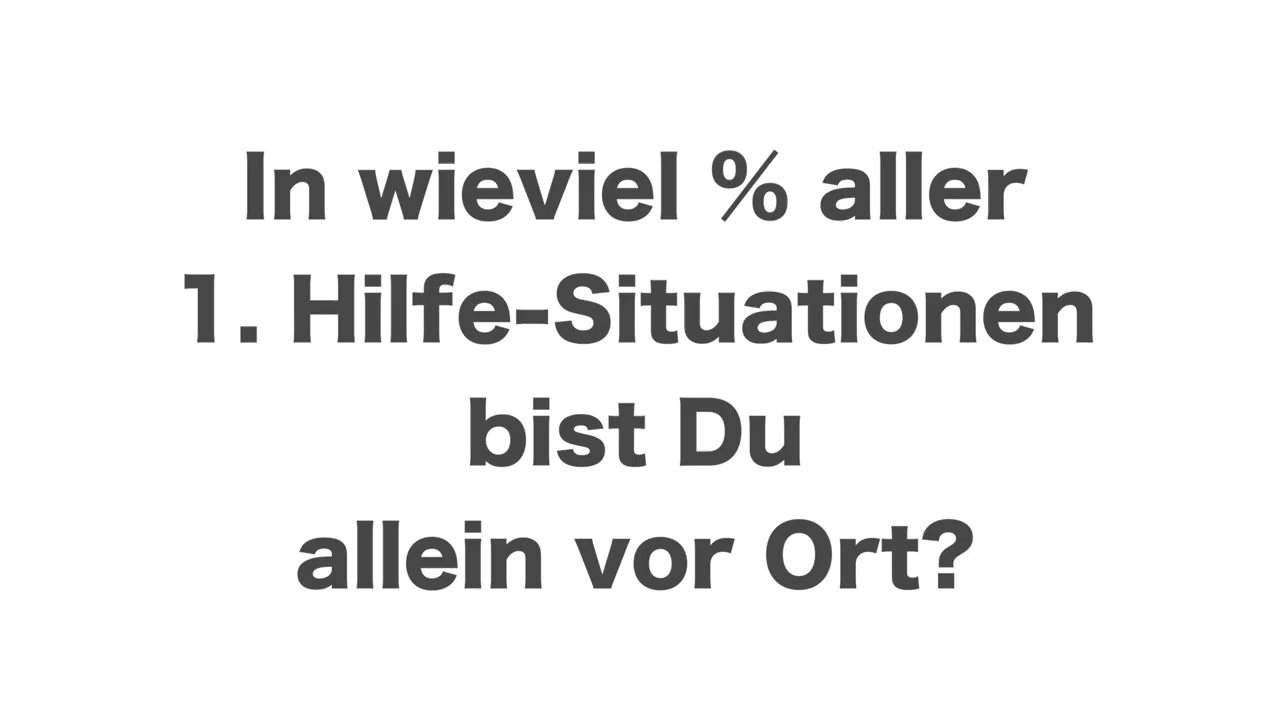 In wieviel % aller
1. Hilfe-Situationen
bist Du
allein vor Ort?